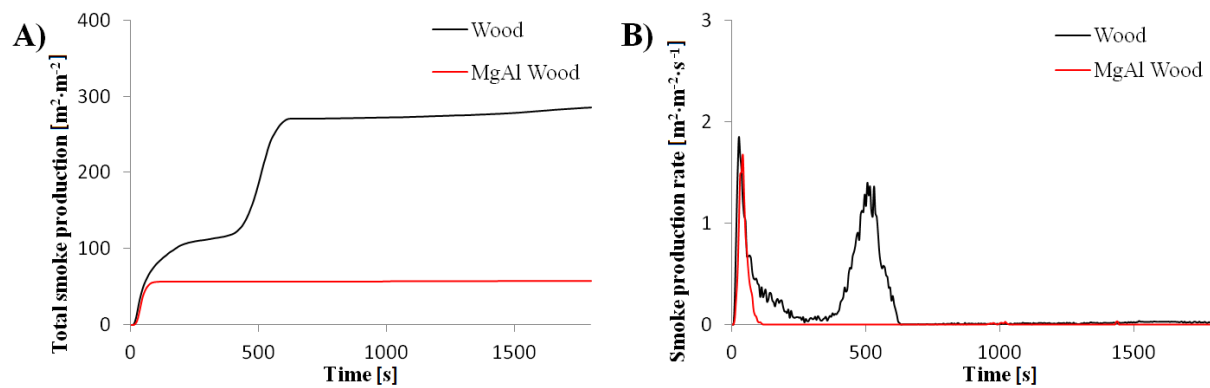 A)
Total smoke production [m²·m⁻²]
400
300
200
100
0
0
500
1000
1500
Time [s]
Wood
MgAl Wood
B)
Smoke production rate [m²·m⁻²·s⁻¹]
3
2
1
0
0
500
1000
1500
Time [s]
Wood
MgAl Wood